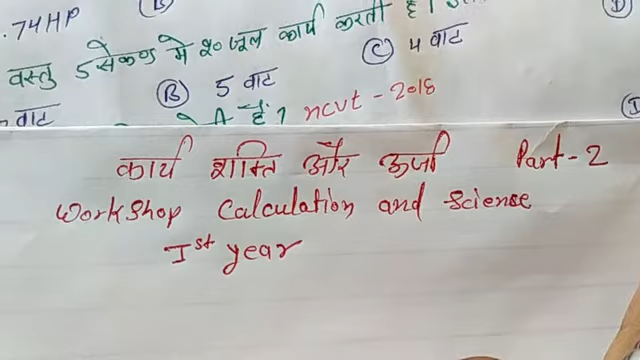 .74HP (B) (D)
वस्तु 5 सेकण्ड मे 20 जूल कार्य करती है।
(B) 5 वाट (C) 4 वाट
वाट है? ncvt - 2018
कार्य शक्ति और ऊर्जा Part - 2
Workshop Calculation and Sciense
Ist year